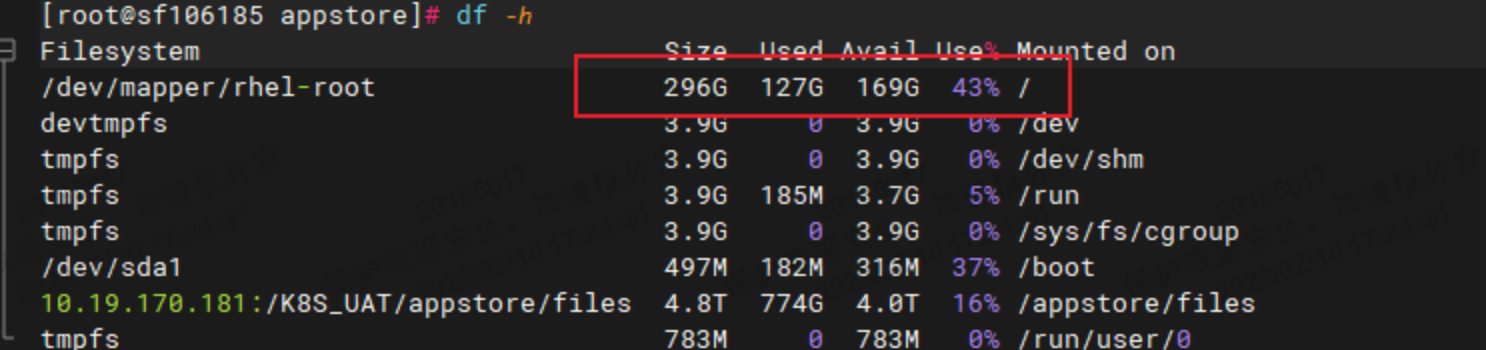 [root@sf106185 appstore]# df -h
Filesystem Size Used Avail Use% Mounted on
/dev/mapper/rhel-root 296G 127G 169G 43% /
devtmpfs 3.9G 0 3.9G 0% /dev
tmpfs 3.9G 0 3.9G 0% /dev/shm
tmpfs 3.9G 185M 3.7G 5% /run
tmpfs 3.9G 0 3.9G 0% /sys/fs/cgroup
/dev/sda1 497M 182M 316M 37% /boot
10.19.170.181:/K8S_UAT/appstore/files 4.8T 774G 4.0T 16% /appstore/files
tmpfs 783M 0 783M 0% /run/user/0